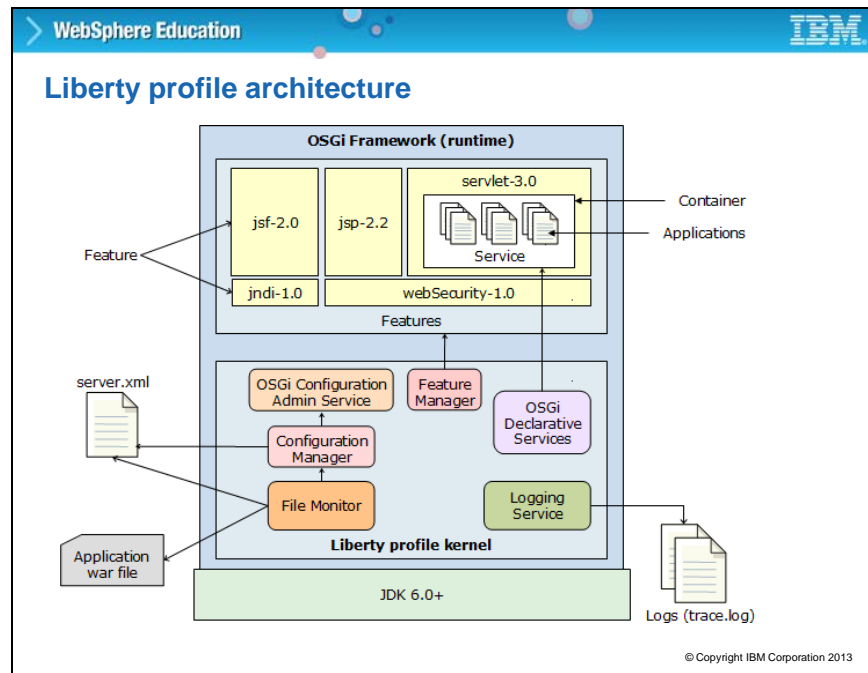 WebSphere Education
IBM
Liberty profile architecture
OSGi Framework (runtime)
servlet-3.0
jsf-2.0
jsp-2.2
Service
Container
Applications
Feature
jndi-1.0
webSecurity-1.0
Features
server.xml
OSGi Configuration
Admin Service
Feature
Manager
OSGi
Declarative
Services
Configuration
Manager
File Monitor
Logging
Service
Liberty profile kernel
Application
war file
JDK 6.0+
Logs (trace.log)
© Copyright IBM Corporation 2013